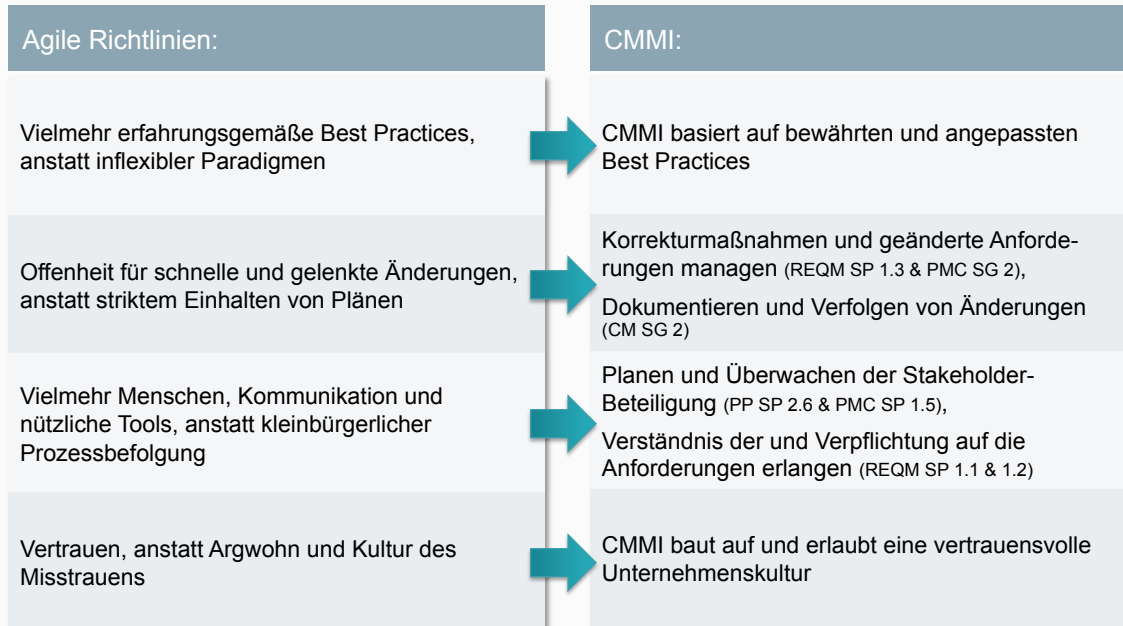 Agile Richtlinien:
CMMI:
Vielmehr erfahrungsgemäße Best Practices,
anstatt inflexibler Paradigmen
CMMI basiert auf bewährten und angepassten
Best Practices
Offenheit für schnelle und gelenkte Änderungen,
anstatt striktem Einhalten von Plänen
Korrekturmaßnahmen und geänderte Anforde-
rungen managen (REQM SP 1.3 & PMC SG 2),
Dokumentieren und Verfolgen von Änderungen
(CM SG 2)
Vielmehr Menschen, Kommunikation und
nützliche Tools, anstatt kleinbürgerlicher
Prozessbefolgung
Planen und Überwachen der Stakeholder-
Beteiligung (PP SP 2.6 & PMC SP 1.5),
Verständnis der und Verpflichtung auf die
Anforderungen erlangen (REQM SP 1.1 & 1.2)
Vertrauen, anstatt Argwohn und Kultur des
Misstrauens
CMMI baut auf und erlaubt eine vertrauensvolle
Unternehmenskultur